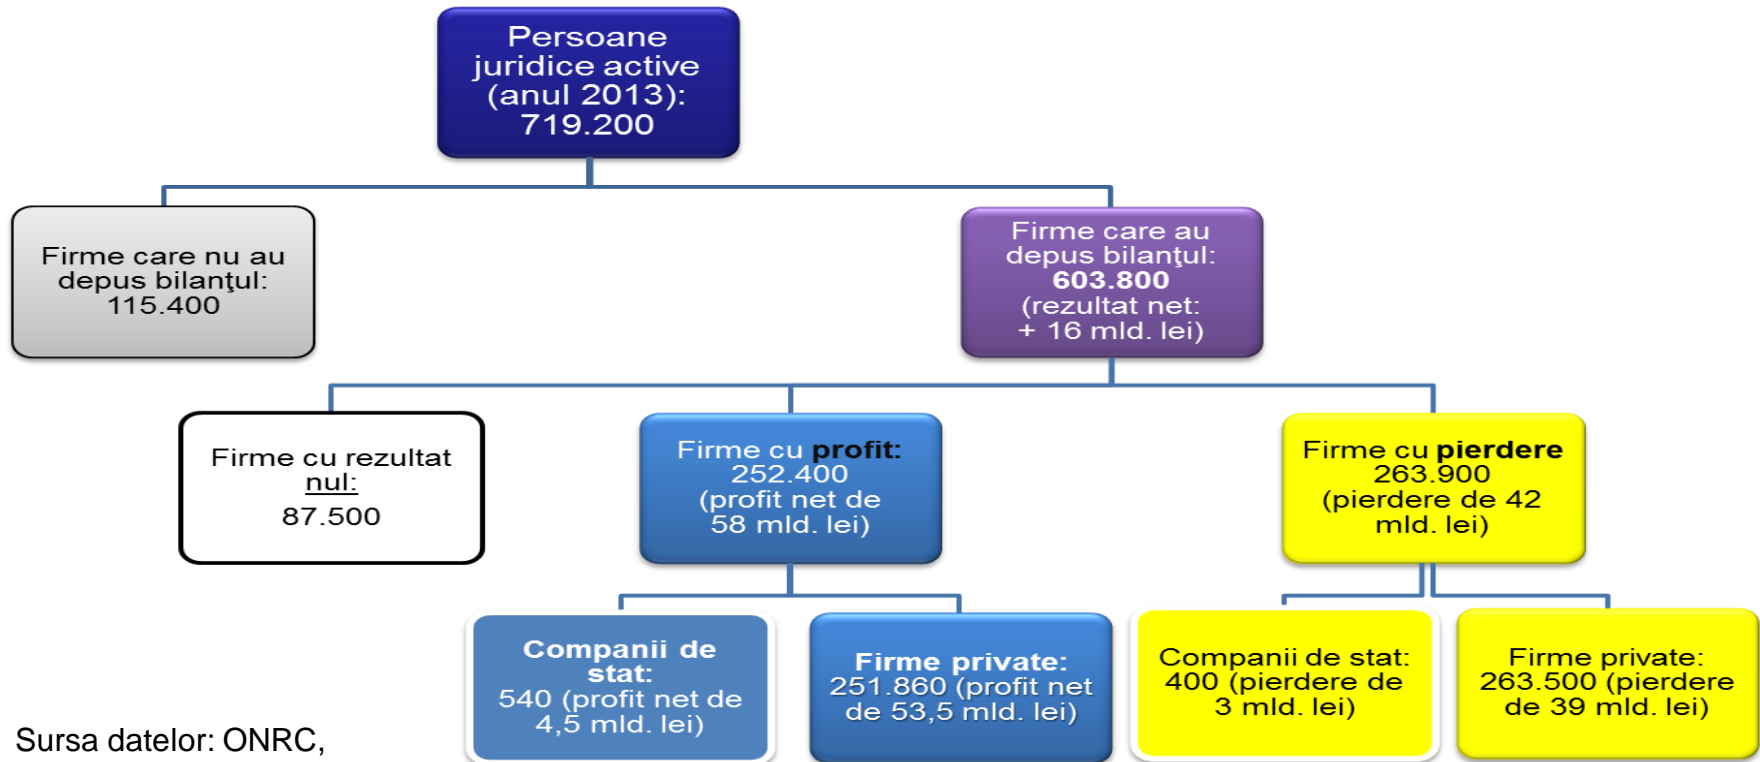 Persoane
juridice active
(anul 2013):
719.200
Firme care nu au
depus bilanţul:
115.400
Firme care au
depus bilanţul:
603.800
(rezultat net:
+ 16 mld. lei)
Firme cu rezultat
nul:
87.500
Firme cu profit:
252.400
(profit net de
58 mld. lei)
Firme cu pierdere
263.900
(pierdere de 42
mld. lei)
Companii de
stat:
540 (profit net de
4,5 mld. lei)
Firme private:
251.860 (profit net
de 53,5 mld. lei)
Companii de stat:
400 (pierdere de
3 mld. lei)
Firme private:
263.500 (pierdere
de 39 mld. lei)
Sursa datelor: ONRC,